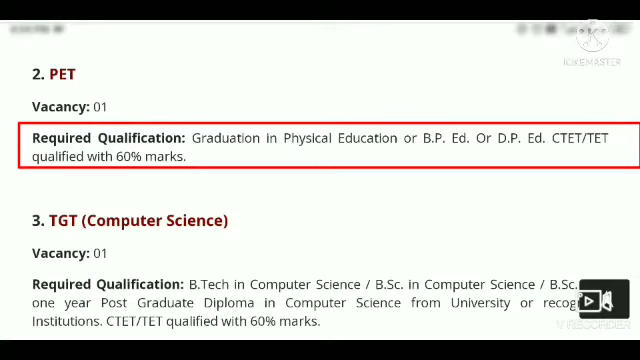 KINEMASTER
2. PET
Vacancy: 01
Required Qualification: Graduation in Physical Education or B.P. Ed. Or D.P. Ed. CTET/TET
qualified with 60% marks.
3. TGT (Computer Science)
Vacancy: 01
Required Qualification: B.Tech in Computer Science / B.Sc. in Computer Science / B.Sc.
one year Post Graduate Diploma in Computer Science from University or
Institutions. CTET/TET qualified with 60% marks.
V RECORDER